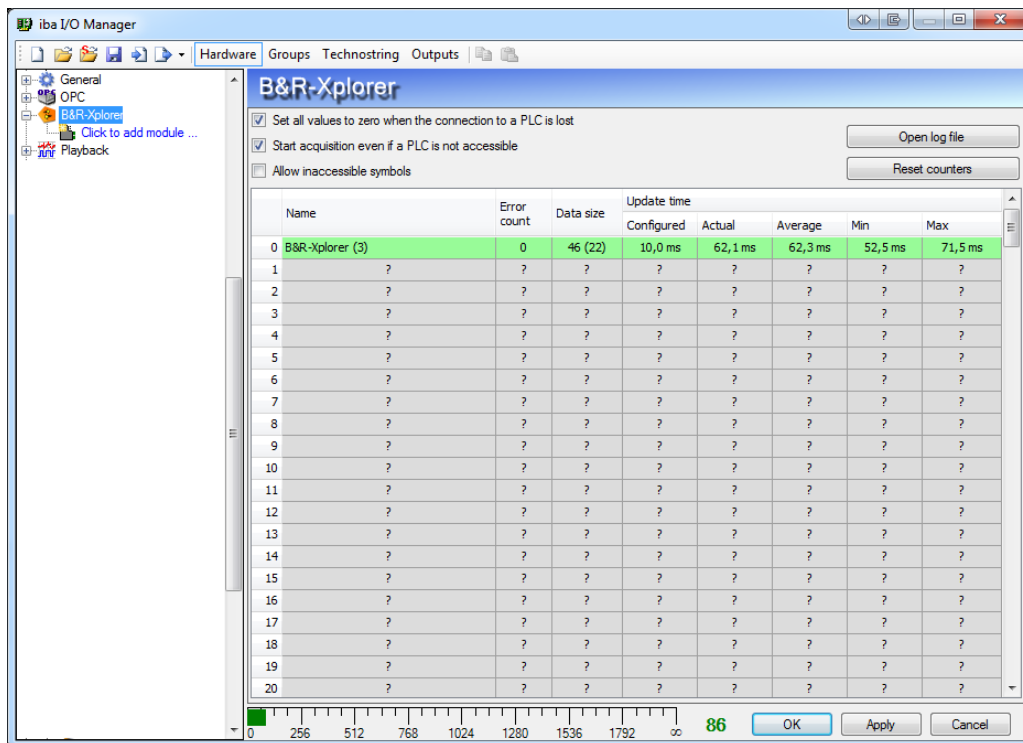 iba I/O Manager
Hardware Groups Technostring Outputs
General
OPC
B&R-Xplorer
Click to add module ...
Playback
B&R-Xplorer
Set all values to zero when the connection to a PLC is lost
Start acquisition even if a PLC is not accessible
Allow inaccessible symbols
Open log file
Reset counters
Name Error count Data size Update time
Configured Actual Average Min Max
0 B&R-Xplorer (3) 0 46 (22) 10,0 ms 62,1 ms 62,3 ms 52,5 ms 71,5 ms
1 ? ? ? ? ? ? ? ?
2 ? ? ? ? ? ? ? ?
3 ? ? ? ? ? ? ? ?
4 ? ? ? ? ? ? ? ?
5 ? ? ? ? ? ? ? ?
6 ? ? ? ? ? ? ? ?
7 ? ? ? ? ? ? ? ?
8 ? ? ? ? ? ? ? ?
9 ? ? ? ? ? ? ? ?
10 ? ? ? ? ? ? ? ?
11 ? ? ? ? ? ? ? ?
12 ? ? ? ? ? ? ? ?
13 ? ? ? ? ? ? ? ?
14 ? ? ? ? ? ? ? ?
15 ? ? ? ? ? ? ? ?
16 ? ? ? ? ? ? ? ?
17 ? ? ? ? ? ? ? ?
18 ? ? ? ? ? ? ? ?
19 ? ? ? ? ? ? ? ?
20 ? ? ? ? ? ? ? ?
0 256 512 768 1024 1280 1536 1792 ∞ 86 OK Apply Cancel